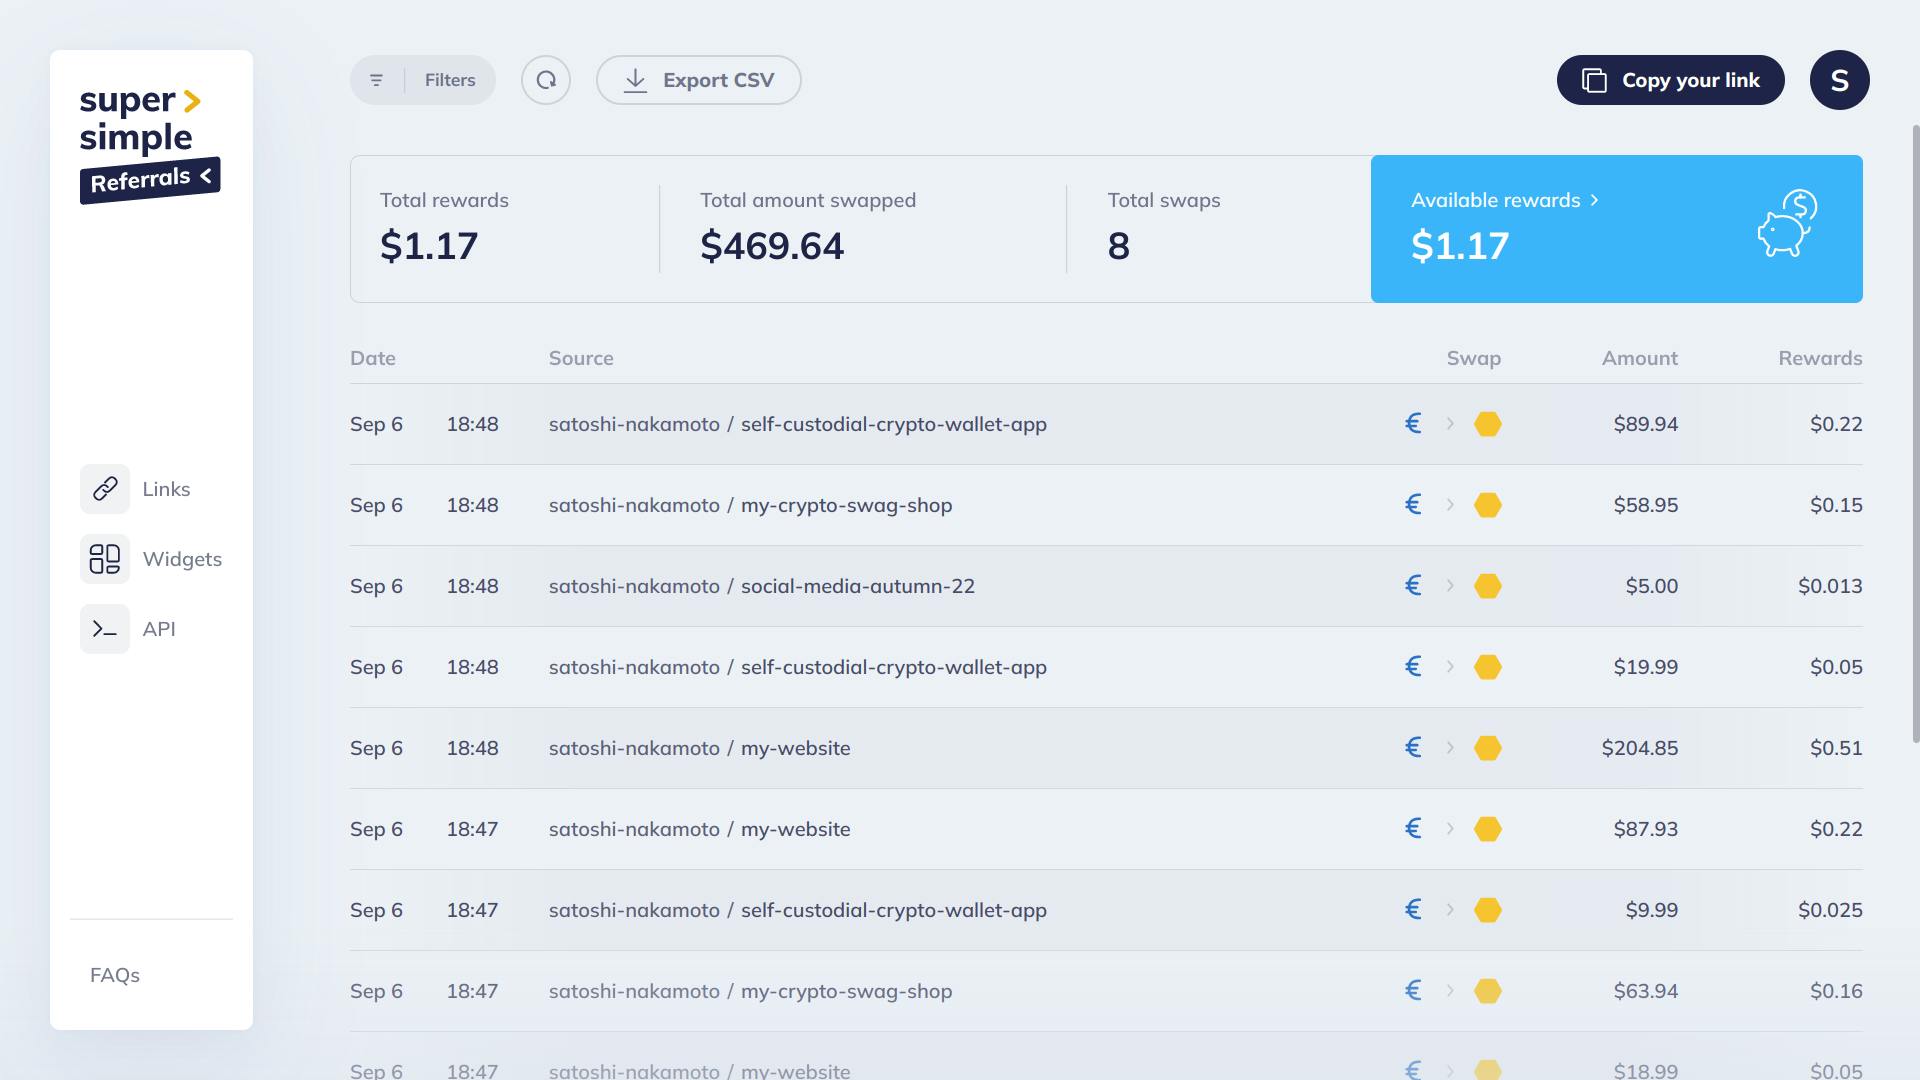 super
simple
Referrals
Links
Widgets
API
FAQs
Filters
Export CSV
Copy your link
S
Total rewards
$1.17
Total amount swapped
$469.64
Total swaps
8
Available rewards
$1.17
Date Source Swap Amount Rewards
Sep 6 18:48 satoshi-nakamoto / self-custodial-crypto-wallet-app € $89.94 $0.22
Sep 6 18:48 satoshi-nakamoto / my-crypto-swag-shop € $58.95 $0.15
Sep 6 18:48 satoshi-nakamoto / social-media-autumn-22 € $5.00 $0.013
Sep 6 18:48 satoshi-nakamoto / self-custodial-crypto-wallet-app € $19.99 $0.05
Sep 6 18:48 satoshi-nakamoto / my-website € $204.85 $0.51
Sep 6 18:47 satoshi-nakamoto / my-website € $87.93 $0.22
Sep 6 18:47 satoshi-nakamoto / self-custodial-crypto-wallet-app € $9.99 $0.025
Sep 6 18:47 satoshi-nakamoto / my-crypto-swag-shop € $63.94 $0.16
Sep 6 18:47 satoshi-nakamoto / my-website € $18.99 $0.05